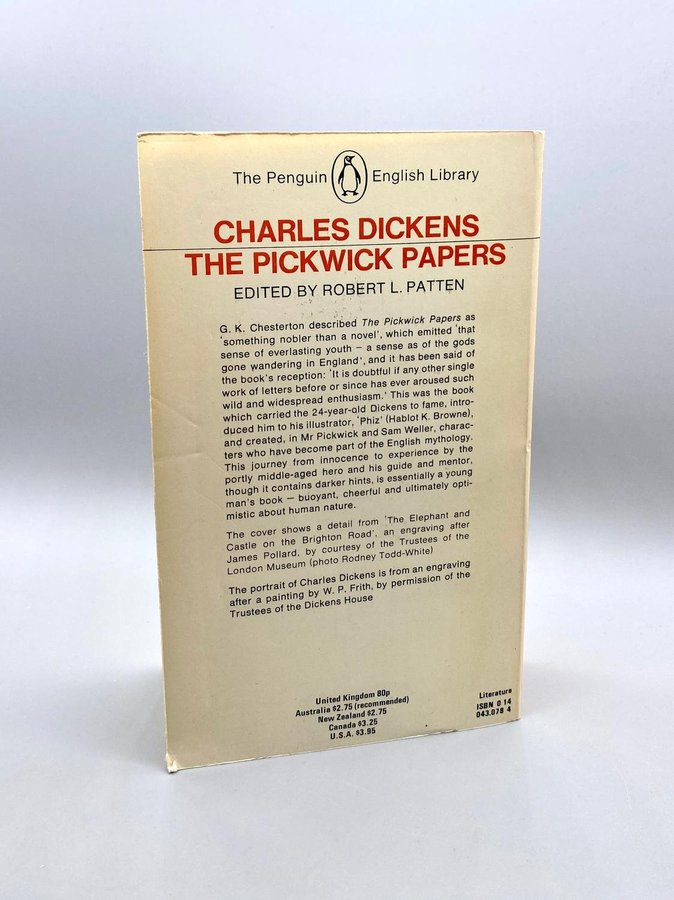 The Penguin English Library
CHARLES DICKENS
THE PICKWICK PAPERS
EDITED BY ROBERT L. PATTEN
G. K. Chesterton described The Pickwick Papers as
'something nobler than a novel', which emitted 'that
sense of everlasting youth – a sense as of the gods
gone wandering in England', and it has been said of
the book's reception: 'It is doubtful if any other single
work of letters before or since has ever aroused such
wild and widespread enthusiasm.' This was the book
which carried the 24-year-old Dickens to fame, intro-
duced him to his illustrator, 'Phiz' (Hablot K. Browne),
and created, in Mr Pickwick and Sam Weller, charac-
ters who have become part of the English mythology.
This journey from innocence to experience by the
portly middle-aged hero and his guide and mentor,
though it contains darker hints, is essentially a young
man's book – buoyant, cheerful and ultimately opti-
mistic about human nature.
The cover shows a detail from 'The Elephant and
Castle on the Brighton Road', an engraving after
James Pollard, by courtesy of the Trustees of the
London Museum (photo Rodney Todd-White)
The portrait of Charles Dickens is from an engraving
after a painting by W. P. Frith, by permission of the
Trustees of the Dickens House
United Kingdom 80p
Australia $2.75 (recommended)
New Zealand $2.75
Canada $3.25
U.S.A. $3.95
Literature
ISBN 0 14
043.078 4